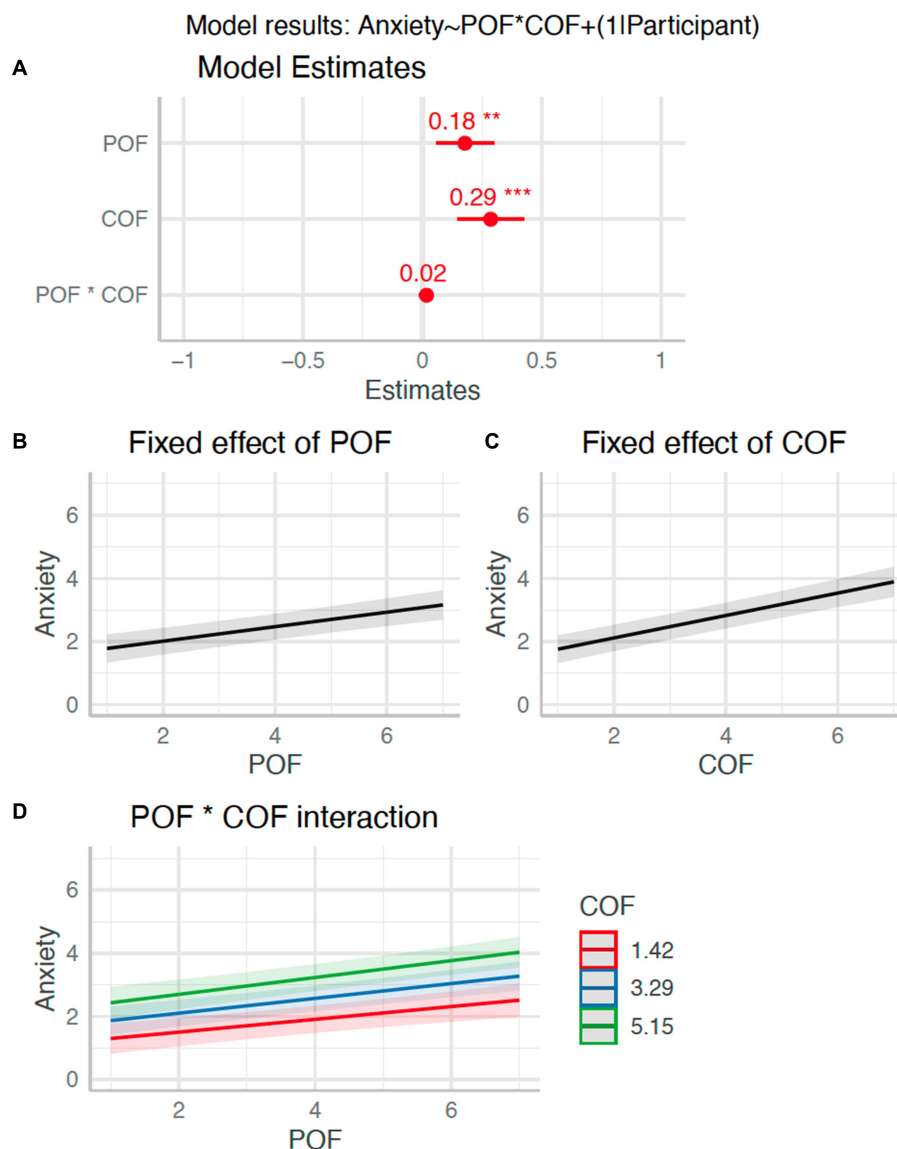 Model results: Anxiety~POF*COF+(1|Participant)
A
Model Estimates
0.18 **
POF
0.29 ***
COF
0.02
POF * COF
−1 −0.5 0 0.5 1
Estimates
B
Fixed effect of POF
6
4
2
0
Anxiety
2 4 6
POF
C
Fixed effect of COF
6
4
2
0
Anxiety
2 4 6
COF
D
POF * COF interaction
6
4
2
0
Anxiety
2 4 6
POF
COF
1.42
3.29
5.15